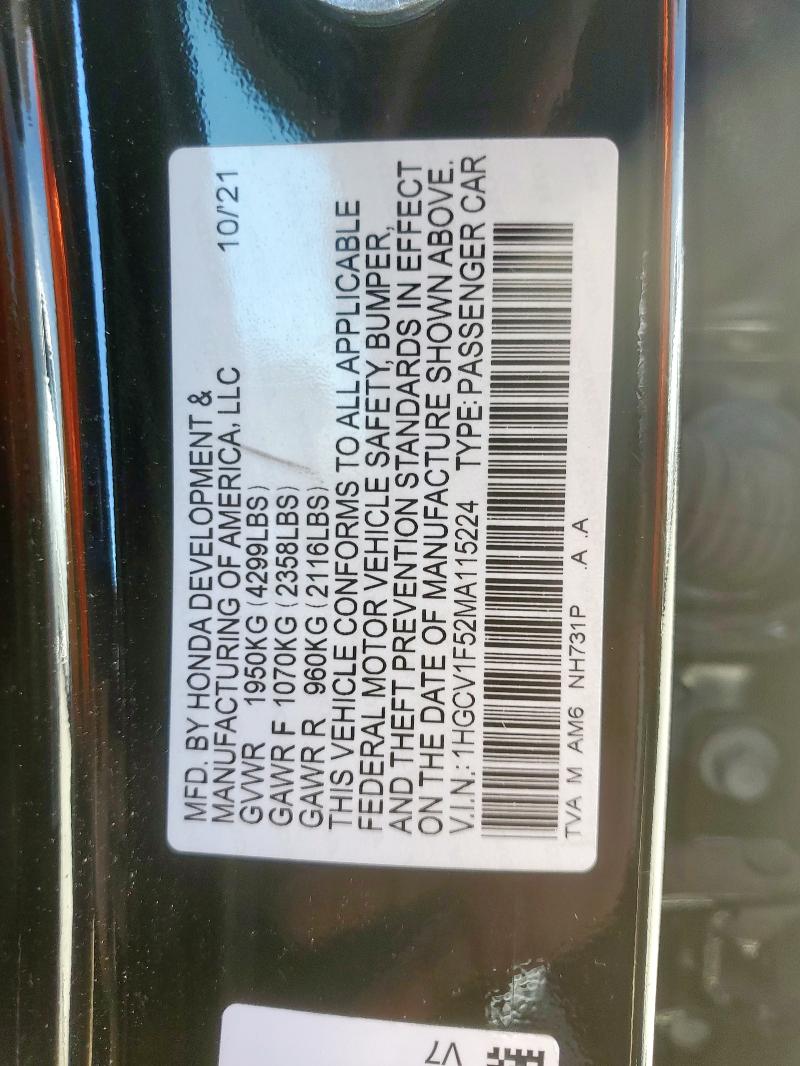 MFD. BY HONDA DEVELOPMENT &
MANUFACTURING OF AMERICA, LLC 10/'21
GVWR 1950KG (4299LBS)
GAWR F 1070KG (2358LBS)
GAWR R 960KG (2116LBS)
THIS VEHICLE CONFORMS TO ALL APPLICABLE
FEDERAL MOTOR VEHICLE SAFETY, BUMPER,
AND THEFT PREVENTION STANDARDS IN EFFECT
ON THE DATE OF MANUFACTURE SHOWN ABOVE.
V.I.N.: 1HGCV1F52MA115224 TYPE: PASSENGER CAR
TVA M AM6 NH731P .A .A
V7